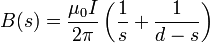 B(s) = \frac{\mu_0 I}{2\pi} \left( \frac{1}{s} + \frac{1}{d-s} \right)